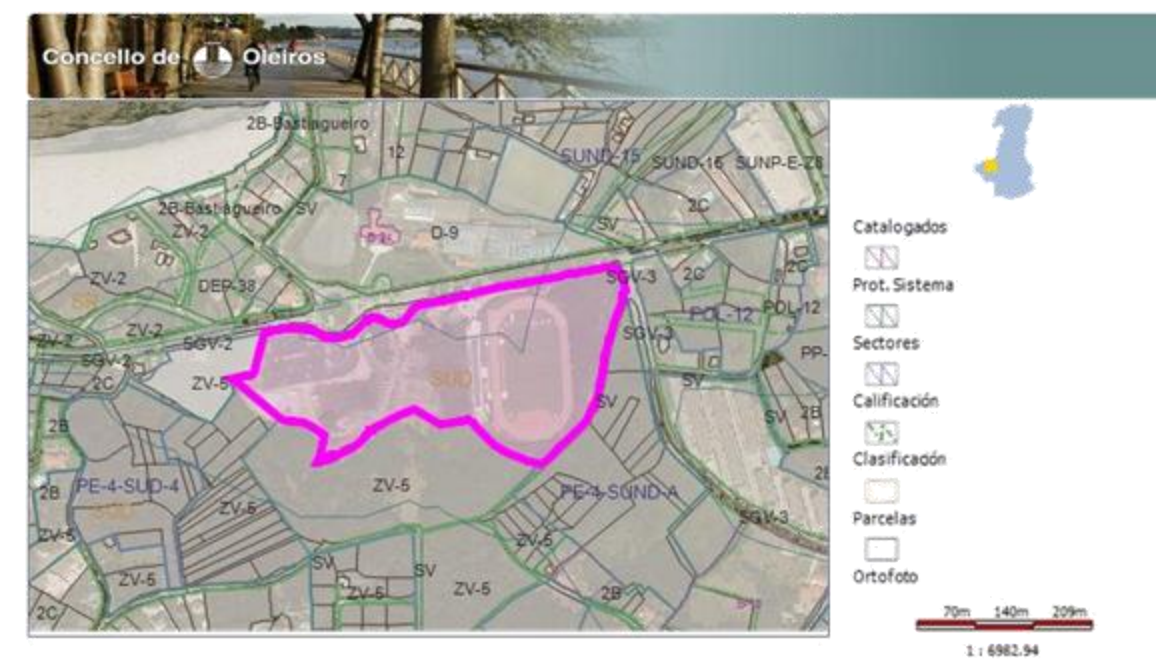 Concello de Oleiros
2B-Bastiagueiro
12
SUND-15
SUND-16
SUNP-E-Z8
7
2B-Bastiagueiro
SV
2C
ZV-2
SV
D-9
ZV-2
DEP-38
SGV-3
2C
2C
POL-12
POL-12
ZV-2
ZV-2
SGV-2
SGV-3
SGV-2
PP-
2C
ZV-5
SUD
SV
SV
SV
2B
2B
PE-4-SUD-4
ZV-5
PE-4-SUND-A
2B
ZV-5
SGV-3
ZV-5
ZV-5
SV
SV
ZV-5
ZV-5
ZV-5
2B
2C
Catalogados
Prot. Sistema
Sectores
Calificación
Clasificación
Parcelas
Ortofoto
70m 140m 209m
1 : 6982.94